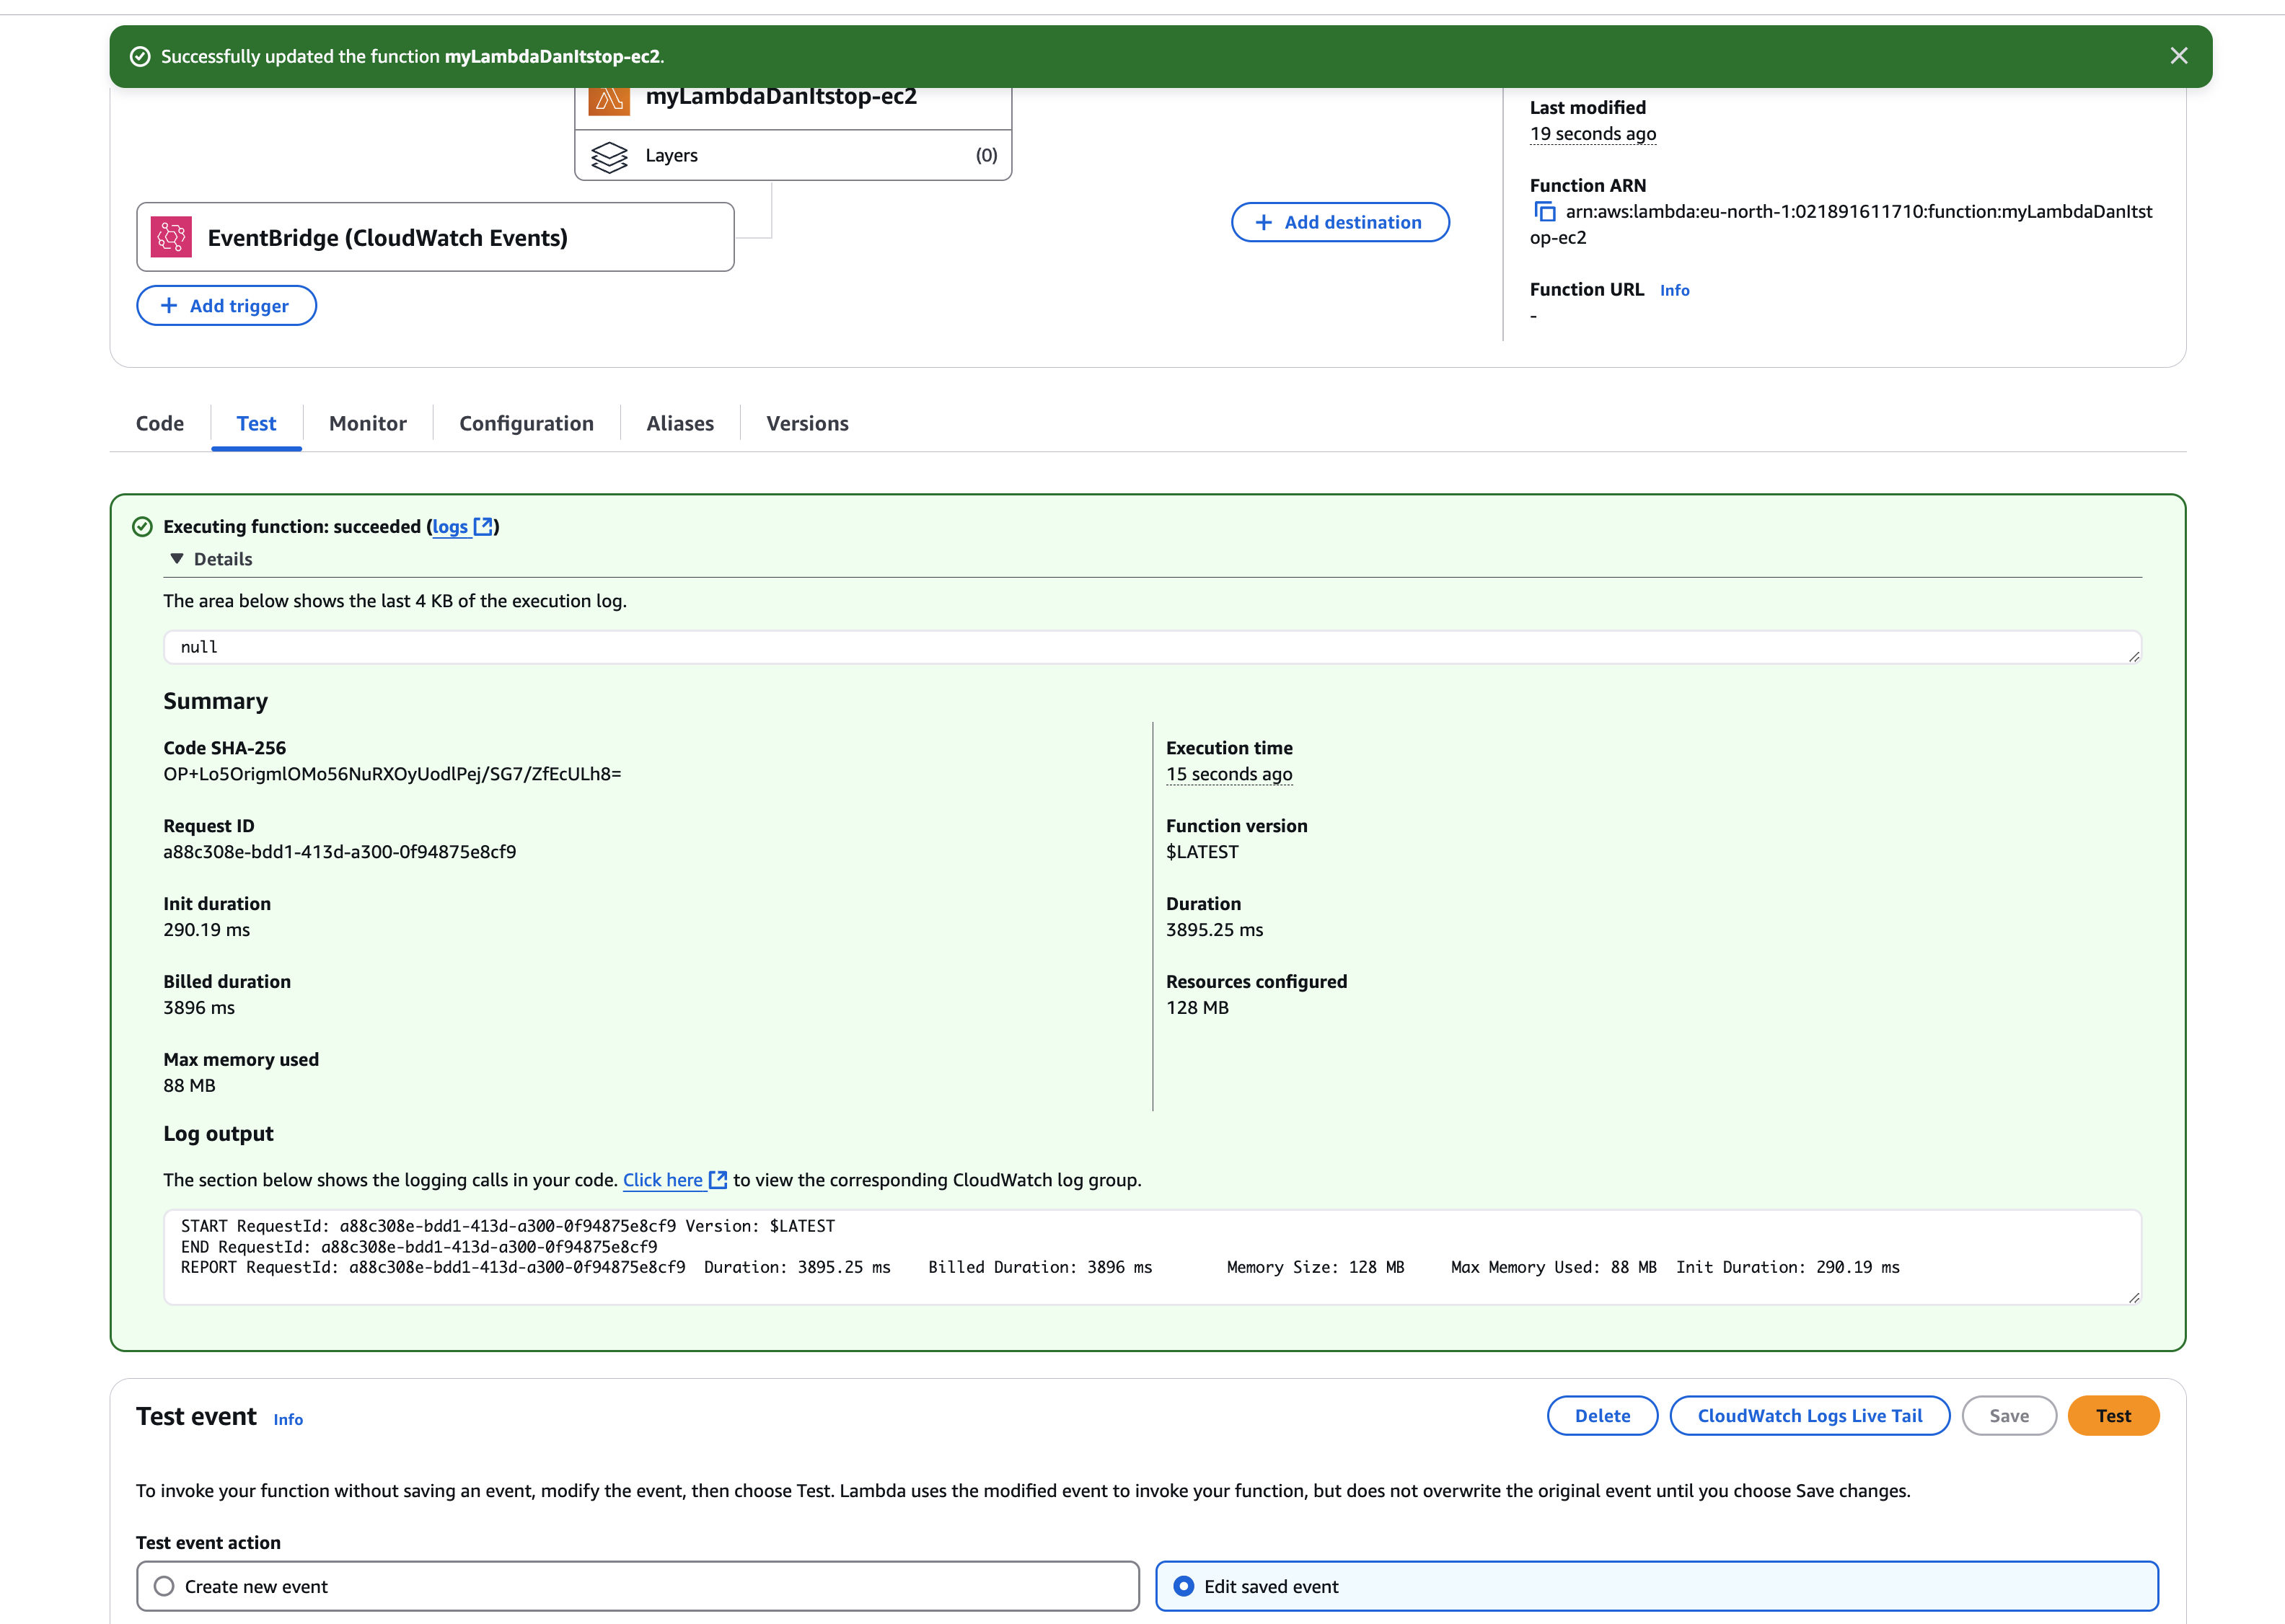 Successfully updated the function myLambdaDanItstop-ec2.
myLambdaDanItstop-ec2
Layers
(0)
EventBridge (CloudWatch Events)
Add trigger
Add destination
Last modified
19 seconds ago
Function ARN
arn:aws:lambda:eu-north-1:021891611710:function:myLambdaDanItst
op-ec2
Function URL Info
-
Code
Test
Monitor
Configuration
Aliases
Versions
Executing function: succeeded (logs)
Details
The area below shows the last 4 KB of the execution log.
null
Summary
Code SHA-256
OP+Lo5OrigmlOMo56NuRXOyUodlPej/SG7/ZfEcULh8=
Request ID
a88c308e-bdd1-413d-a300-0f94875e8cf9
Init duration
290.19 ms
Billed duration
3896 ms
Max memory used
88 MB
Execution time
15 seconds ago
Function version
$LATEST
Duration
3895.25 ms
Resources configured
128 MB
Log output
The section below shows the logging calls in your code. Click here to view the corresponding CloudWatch log group.
START RequestId: a88c308e-bdd1-413d-a300-0f94875e8cf9 Version: $LATEST
END RequestId: a88c308e-bdd1-413d-a300-0f94875e8cf9
REPORT RequestId: a88c308e-bdd1-413d-a300-0f94875e8cf9 Duration: 3895.25 ms Billed Duration: 3896 ms Memory Size: 128 MB Max Memory Used: 88 MB Init Duration: 290.19 ms
Test event Info
Delete
CloudWatch Logs Live Tail
Save
Test
To invoke your function without saving an event, modify the event, then choose Test. Lambda uses the modified event to invoke your function, but does not overwrite the original event until you choose Save changes.
Test event action
Create new event
Edit saved event